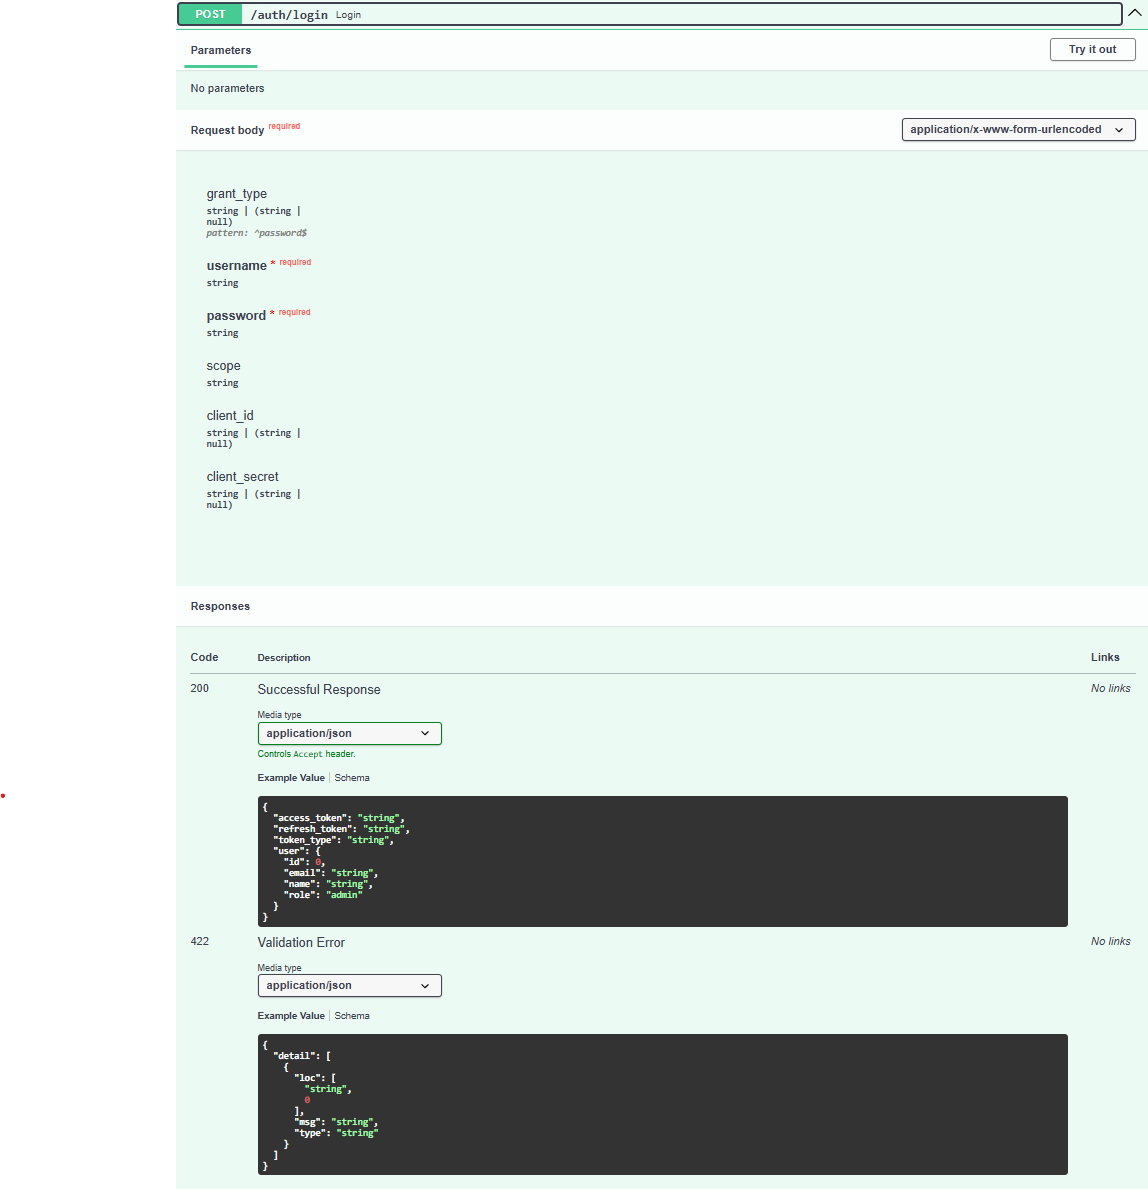 POST /auth/login Login
Parameters
Try it out
No parameters
Request body required
application/x-www-form-urlencoded
grant_type
string | (string |
null)
pattern: ^password$
username * required
string
password * required
string
scope
string
client_id
string | (string |
null)
client_secret
string | (string |
null)
Responses
Code Description Links
200 Successful Response No links
Media type
application/json
Controls Accept header.
Example Value | Schema
{
  "access_token": "string",
  "refresh_token": "string",
  "token_type": "string",
  "user": {
    "id": 0,
    "email": "string",
    "name": "string",
    "role": "admin"
  }
}
422 Validation Error No links
Media type
application/json
Example Value | Schema
{
  "detail": [
    {
      "loc": [
        "string",
        0
      ],
      "msg": "string",
      "type": "string"
    }
  ]
}